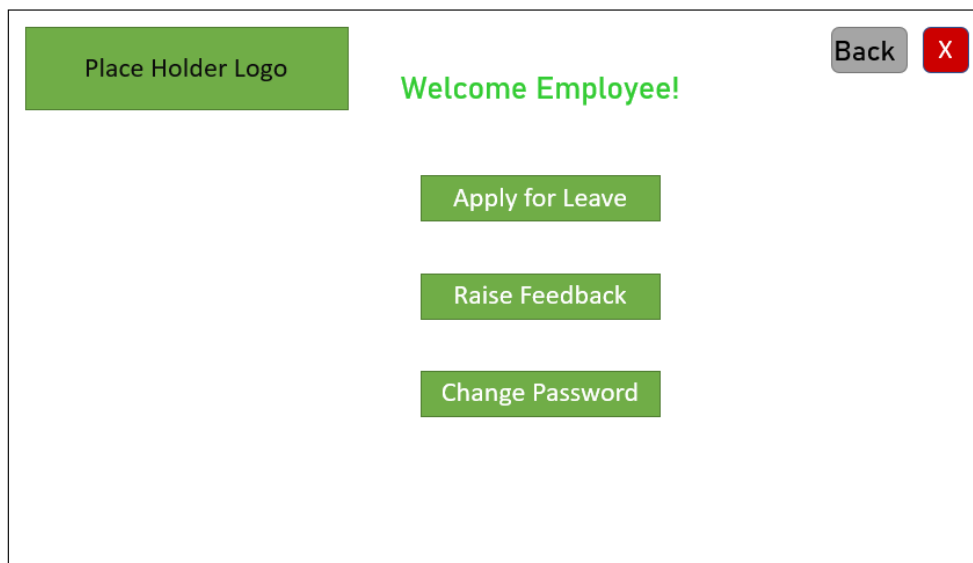 Place Holder Logo
Back
X
Welcome Employee!
Apply for Leave
Raise Feedback
Change Password